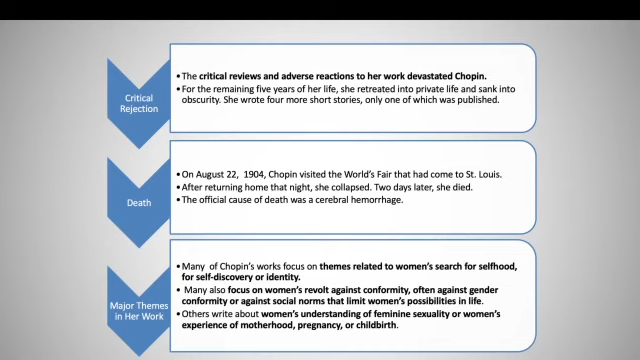 Critical
Rejection
• The critical reviews and adverse reactions to her work devastated Chopin.
• For the remaining five years of her life, she retreated into private life and sank into
obscurity. She wrote four more short stories, only one of which was published.
Death
• On August 22,  1904, Chopin visited the World's Fair that had come to St. Louis.
• After returning home that night, she collapsed. Two days later, she died.
• The official cause of death was a cerebral hemorrhage.
Major Themes
in Her Work
• Many  of Chopin's works focus on themes related to women's search for selfhood,
for self-discovery or identity.
•  Many also focus on women's revolt against conformity, often against gender
conformity or against social norms that limit women's possibilities in life.
• Others write about women's understanding of feminine sexuality or women's
experience of motherhood, pregnancy, or childbirth.